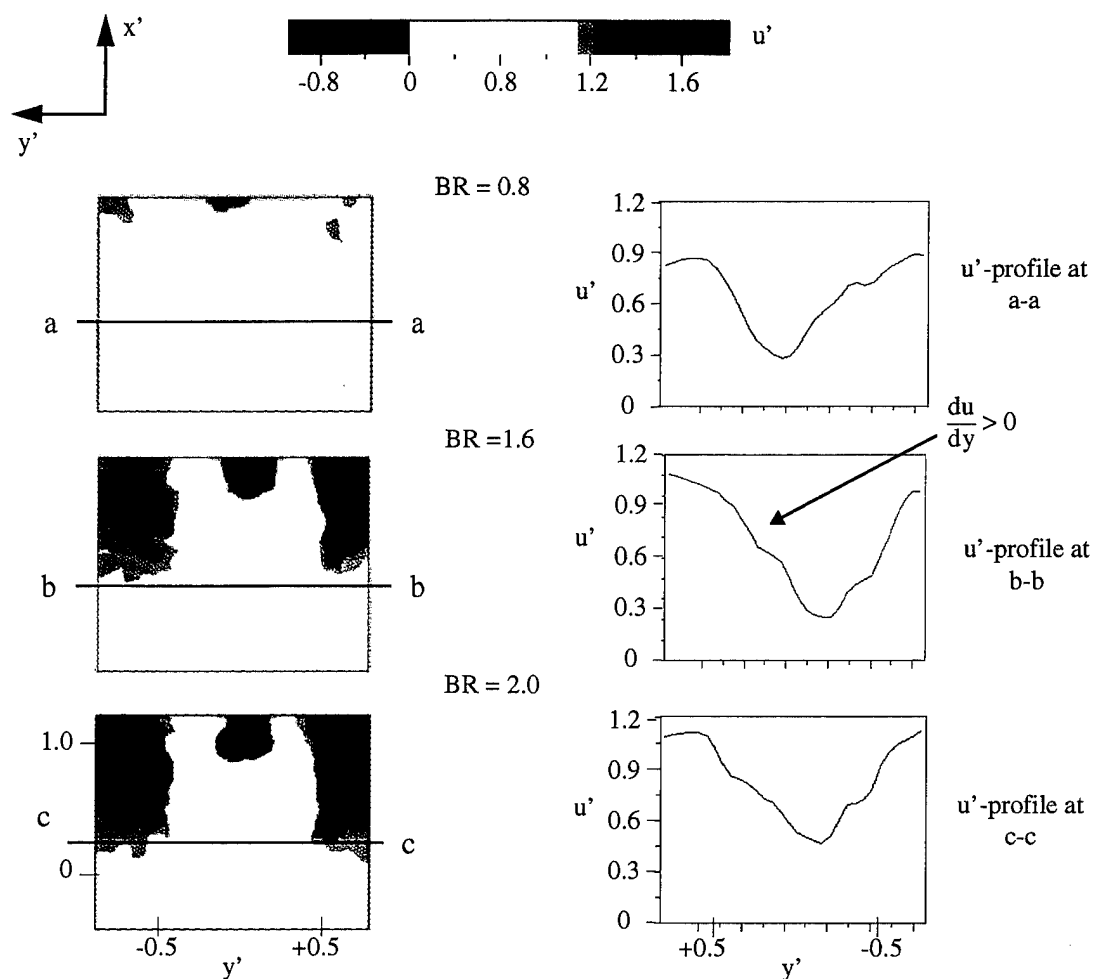 x'
y'
u'
-0.8 0 0.8 1.2 1.6
BR = 0.8
a a
1.2
0.9
u'
0.6
0.3
0
u'-profile at
a-a
BR =1.6
b b
du
dy
> 0
1.2
0.9
u'
0.6
0.3
0
u'-profile at
b-b
BR = 2.0
1.0
c c
0
-0.5 +0.5
y'
1.2
0.9
u'
0.6
0.3
0
+0.5 -0.5
y'
u'-profile at
c-c